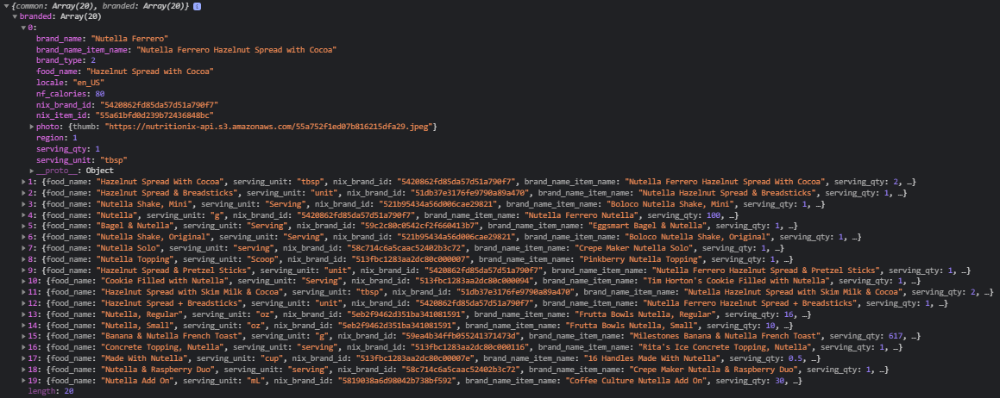 {common: Array(20), branded: Array(20)} i
branded: Array(20)
0:
brand_name: "Nutella Ferrero"
brand_name_item_name: "Nutella Ferrero Hazelnut Spread with Cocoa"
brand_type: 2
food_name: "Hazelnut Spread with Cocoa"
locale: "en_US"
nf_calories: 80
nix_brand_id: "5420862fd85da57d51a790f7"
nix_item_id: "55a61bfd0d239b72436848bc"
photo: {thumb: "https://nutritionix-api.s3.amazonaws.com/55a752f1ed07b816215dfa29.jpeg"}
region: 1
serving_qty: 1
serving_unit: "tbsp"
__proto__: Object
1: {food_name: "Hazelnut Spread With Cocoa", serving_unit: "tbsp", nix_brand_id: "5420862fd85da57d51a790f7", brand_name_item_name: "Nutella Ferrero Hazelnut Spread With Cocoa", serving_qty: 2, …}
2: {food_name: "Hazelnut Spread & Breadsticks", serving_unit: "unit", nix_brand_id: "51db37e3176fe9790a89a470", brand_name_item_name: "Nutella Hazelnut Spread & Breadsticks", serving_qty: 1, …}
3: {food_name: "Nutella Shake, Mini", serving_unit: "Serving", nix_brand_id: "521b95434a56d006cae29821", brand_name_item_name: "Boloco Nutella Shake, Mini", serving_qty: 1, …}
4: {food_name: "Nutella", serving_unit: "g", nix_brand_id: "5420862fd85da57d51a790f7", brand_name_item_name: "Nutella Ferrero Nutella", serving_qty: 100, …}
5: {food_name: "Bagel & Nutella", serving_unit: "Serving", nix_brand_id: "59c2c80c0542cf2f660413b7", brand_name_item_name: "Eggsmart Bagel & Nutella", serving_qty: 1, …}
6: {food_name: "Nutella Shake, Original", serving_unit: "Serving", nix_brand_id: "521b95434a56d006cae29821", brand_name_item_name: "Boloco Nutella Shake, Original", serving_qty: 1, …}
7: {food_name: "Nutella Solo", serving_unit: "serving", nix_brand_id: "58c714c6a5caac52402b3c72", brand_name_item_name: "Crepe Maker Nutella Solo", serving_qty: 1, …}
8: {food_name: "Nutella Topping", serving_unit: "Scoop", nix_brand_id: "513fbc1283aa2dc80c000007", brand_name_item_name: "Pinkberry Nutella Topping", serving_qty: 1, …}
9: {food_name: "Hazelnut Spread & Pretzel Sticks", serving_unit: "unit", nix_brand_id: "5420862fd85da57d51a790f7", brand_name_item_name: "Nutella Ferrero Hazelnut Spread & Pretzel Sticks", serving_qty: 1, …}
10: {food_name: "Cookie Filled with Nutella", serving_unit: "Serving", nix_brand_id: "513fbc1283aa2dc80c000094", brand_name_item_name: "Tim Horton's Cookie Filled with Nutella", serving_qty: 1, …}
11: {food_name: "Hazelnut Spread with Skim Milk & Cocoa", serving_unit: "tbsp", nix_brand_id: "51db37e3176fe9790a89a470", brand_name_item_name: "Nutella Hazelnut Spread with Skim Milk & Cocoa", serving_qty: 2, …}
12: {food_name: "Hazelnut Spread + Breadsticks", serving_unit: "unit", nix_brand_id: "5420862fd85da57d51a790f7", brand_name_item_name: "Nutella Ferrero Hazelnut Spread + Breadsticks", serving_qty: 1, …}
13: {food_name: "Nutella, Regular", serving_unit: "oz", nix_brand_id: "5eb2f9462d351ba341081591", brand_name_item_name: "Frutta Bowls Nutella, Regular", serving_qty: 16, …}
14: {food_name: "Nutella, Small", serving_unit: "oz", nix_brand_id: "5eb2f9462d351ba341081591", brand_name_item_name: "Frutta Bowls Nutella, Small", serving_qty: 10, …}
15: {food_name: "Banana & Nutella French Toast", serving_unit: "g", nix_brand_id: "59ea4b34ffb055241371473d", brand_name_item_name: "Milestones Banana & Nutella French Toast", serving_qty: 617, …}
16: {food_name: "Concrete Topping, Nutella", serving_unit: "serving", nix_brand_id: "513fbc1283aa2dc80c000116", brand_name_item_name: "Rita's Ice Concrete Topping, Nutella", serving_qty: 1, …}
17: {food_name: "Made With Nutella", serving_unit: "cup", nix_brand_id: "513fbc1283aa2dc80c00007e", brand_name_item_name: "16 Handles Made With Nutella", serving_qty: 0.5, …}
18: {food_name: "Nutella & Raspberry Duo", serving_unit: "serving", nix_brand_id: "58c714c6a5caac52402b3c72", brand_name_item_name: "Crepe Maker Nutella & Raspberry Duo", serving_qty: 1, …}
19: {food_name: "Nutella Add On", serving_unit: "mL", nix_brand_id: "5819038a6d98042b738bf592", brand_name_item_name: "Coffee Culture Nutella Add On", serving_qty: 30, …}
length: 20